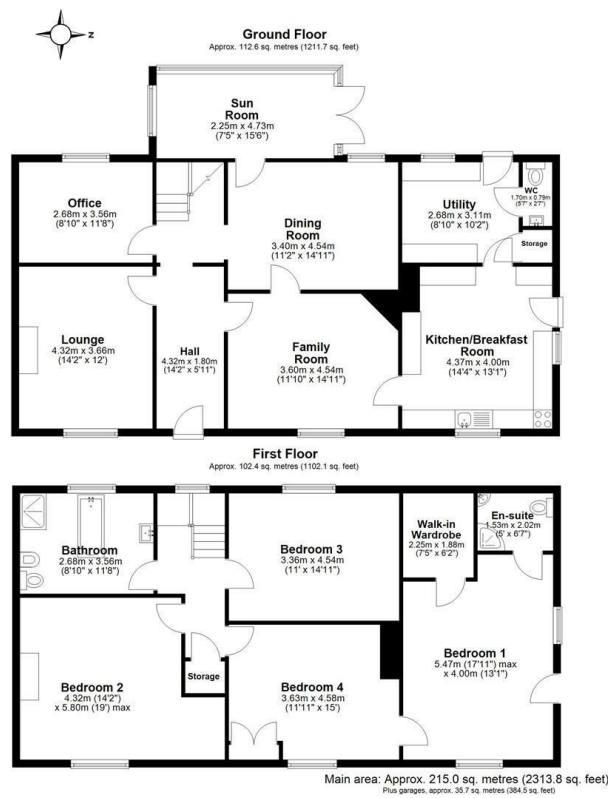 z
Ground Floor
Approx. 112.6 sq. metres (1211.7 sq. feet)
Sun
Room
2.25m x 4.73m
(7'5" x 15'6")
Office
2.68m x 3.56m
(8'10" x 11'8")
Dining
Room
3.40m x 4.54m
(11'2" x 14'11")
Utility
2.68m x 3.11m
(8'10" x 10'2")
WC
1.70m x 0.79m
(5'7" x 2'7")
Storage
Lounge
4.32m x 3.66m
(14'2" x 12')
Hall
4.32m x 1.80m
(14'2" x 5'11")
Family
Room
3.60m x 4.54m
(11'10" x 14'11")
Kitchen/Breakfast
Room
4.37m x 4.00m
(14'4" x 13'1")
First Floor
Approx. 102.4 sq. metres (1102.1 sq. feet)
Bathroom
2.68m x 3.56m
(8'10" x 11'8")
Bedroom 3
3.36m x 4.54m
(11' x 14'11")
Walk-in
Wardrobe
2.25m x 1.88m
(7'5" x 6'2")
En-suite
1.53m x 2.02m
(5' x 6'7")
Bedroom 2
4.32m (14'2")
x 5.80m (19') max
Storage
Bedroom 4
3.63m x 4.58m
(11'11" x 15')
Bedroom 1
5.47m (17'11") max
x 4.00m (13'1")
Main area: Approx. 215.0 sq. metres (2313.8 sq. feet)
Plus garages, approx. 35.7 sq. metres (384.5 sq. feet)